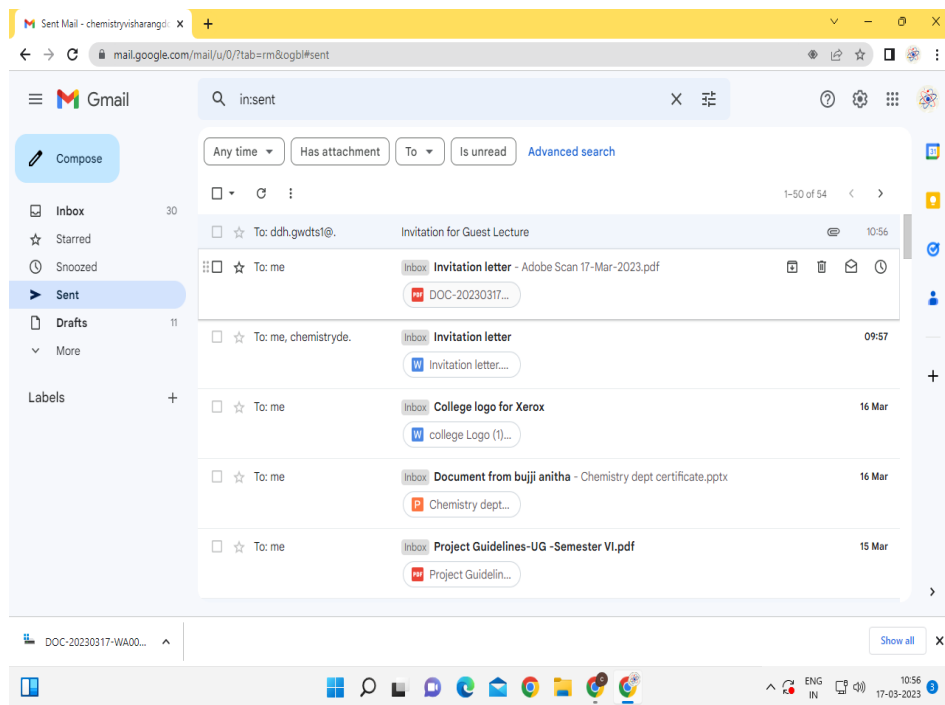 Sent Mail - chemistryvisharangdc
mail.google.com/mail/u/0/?tab=rm&ogbl#sent
Gmail
in:sent
Compose
Any time Has attachment To Is unread Advanced search
1–50 of 54
Inbox 30
Starred
Snoozed
Sent
Drafts 11
More
Labels
To: ddh.gwdts1@. Invitation for Guest Lecture 10:56
To: me Inbox Invitation letter - Adobe Scan 17-Mar-2023.pdf
PDF DOC-20230317...
To: me, chemistryde. Inbox Invitation letter 09:57
W Invitation letter....
To: me Inbox College logo for Xerox 16 Mar
W college Logo (1)...
To: me Inbox Document from bujji anitha - Chemistry dept certificate.pptx 16 Mar
P Chemistry dept...
To: me Inbox Project Guidelines-UG -Semester VI.pdf 15 Mar
PDF Project Guidelin...
31
DOC-20230317-WA00... Show all
ENG
IN
10:56
17-03-2023
3